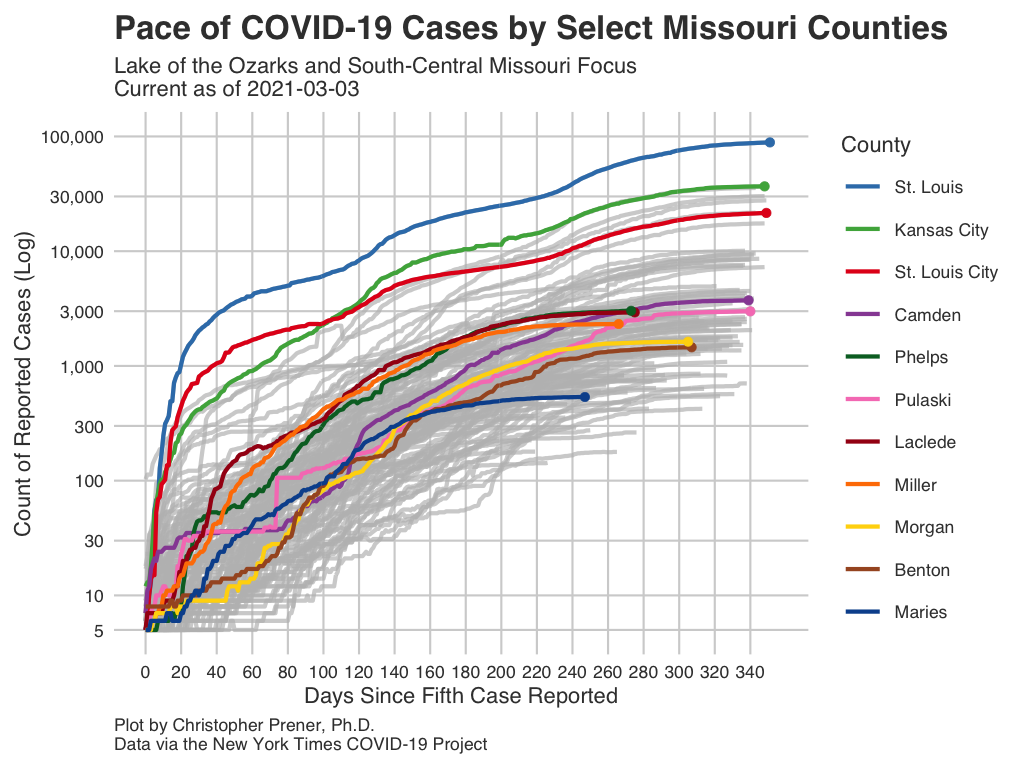 Pace of COVID-19 Cases by Select Missouri Counties
Lake of the Ozarks and South-Central Missouri Focus
Current as of 2021-03-03
Count of Reported Cases (Log)
100,000
30,000
10,000
3,000
1,000
300
100
30
10
5
0 20 40 60 80 100 120 140 160 180 200 220 240 260 280 300 320 340
Days Since Fifth Case Reported
County
St. Louis
Kansas City
St. Louis City
Camden
Phelps
Pulaski
Laclede
Miller
Morgan
Benton
Maries
Plot by Christopher Prener, Ph.D.
Data via the New York Times COVID-19 Project